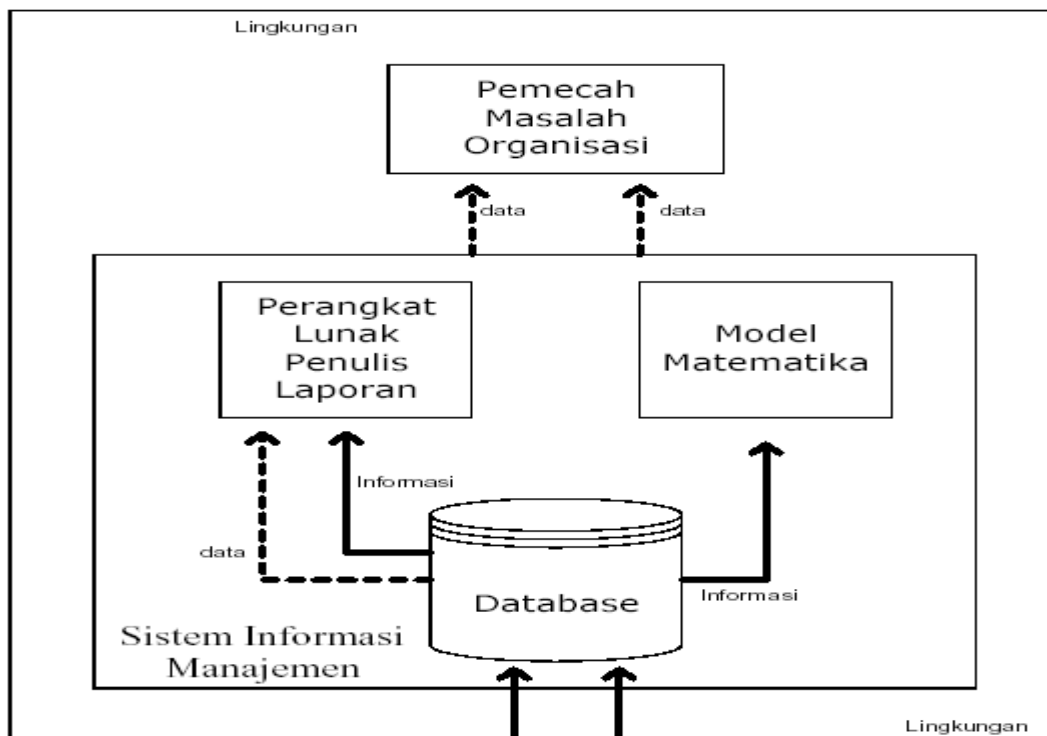 Lingkungan
Pemecah
Masalah
Organisasi
data
data
Perangkat
Lunak
Penulis
Laporan
Model
Matematika
Informasi
data
Database
Informasi
Sistem Informasi
Manajemen
Lingkungan